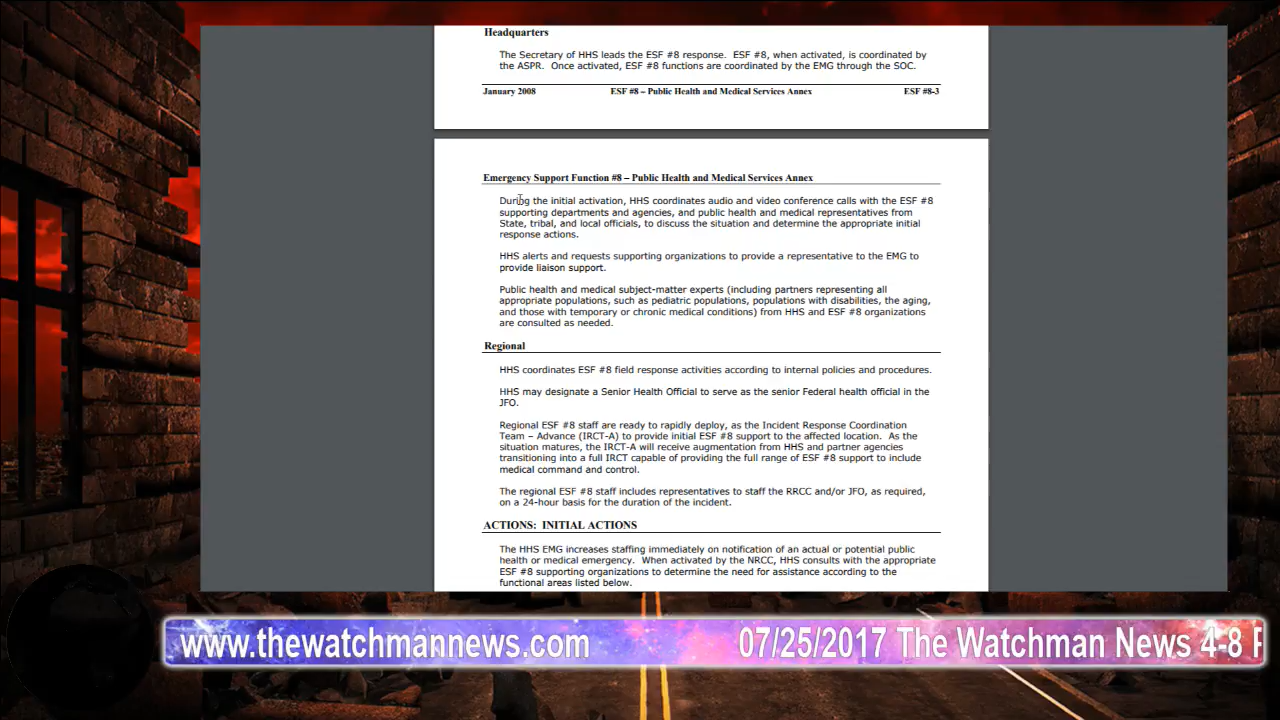 Headquarters
The Secretary of HHS leads the ESF #8 response. ESF #8, when activated, is coordinated by
the ASPR. Once activated, ESF #8 functions are coordinated by the EMG through the SOC.
January 2008 ESF #8 – Public Health and Medical Services Annex ESF #8-3
Emergency Support Function #8 – Public Health and Medical Services Annex
During the initial activation, HHS coordinates audio and video conference calls with the ESF #8
supporting departments and agencies, and public health and medical representatives from
State, tribal, and local officials, to discuss the situation and determine the appropriate initial
response actions.
HHS alerts and requests supporting organizations to provide a representative to the EMG to
provide liaison support.
Public health and medical subject-matter experts (including partners representing all
appropriate populations, such as pediatric populations, populations with disabilities, the aging,
and those with temporary or chronic medical conditions) from HHS and ESF #8 organizations
are consulted as needed.
Regional
HHS coordinates ESF #8 field response activities according to internal policies and procedures.
HHS may designate a Senior Health Official to serve as the senior Federal health official in the
JFO.
Regional ESF #8 staff are ready to rapidly deploy, as the Incident Response Coordination
Team – Advance (IRCT-A) to provide initial ESF #8 support to the affected location. As the
situation matures, the IRCT-A will receive augmentation from HHS and partner agencies
transitioning into a full IRCT capable of providing the full range of ESF #8 support to include
medical command and control.
The regional ESF #8 staff includes representatives to staff the RRCC and/or JFO, as required,
on a 24-hour basis for the duration of the incident.
ACTIONS: INITIAL ACTIONS
The HHS EMG increases staffing immediately on notification of an actual or potential public
health or medical emergency. When activated by the NRCC, HHS consults with the appropriate
ESF #8 supporting organizations to determine the need for assistance according to the
functional areas listed below.
www.thewatchmannews.com 07/25/2017 The Watchman News 4-8 F